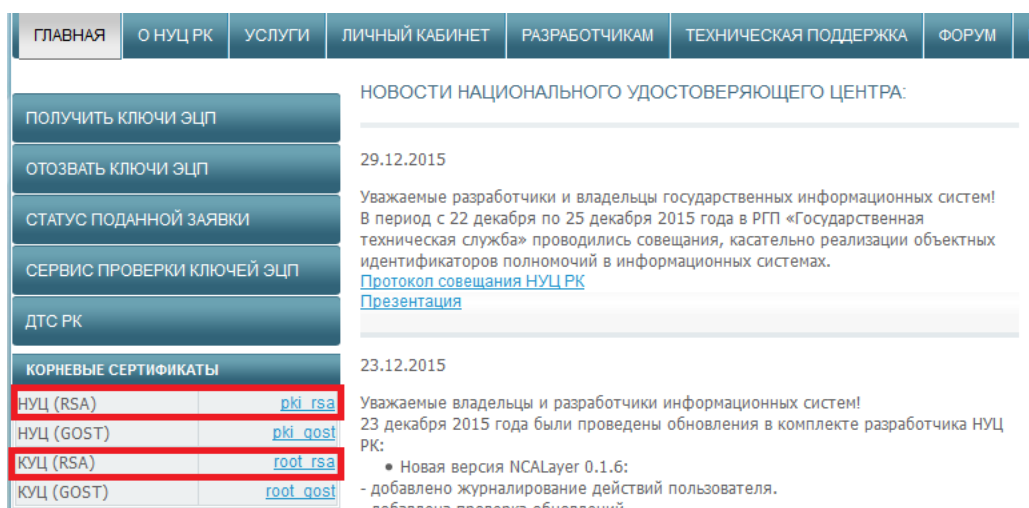 ГЛАВНАЯ О НУЦ РК УСЛУГИ ЛИЧНЫЙ КАБИНЕТ РАЗРАБОТЧИКАМ ТЕХНИЧЕСКАЯ ПОДДЕРЖКА ФОРУМ
ПОЛУЧИТЬ КЛЮЧИ ЭЦП
ОТОЗВАТЬ КЛЮЧИ ЭЦП
СТАТУС ПОДАННОЙ ЗАЯВКИ
СЕРВИС ПРОВЕРКИ КЛЮЧЕЙ ЭЦП
ДТС РК
КОРНЕВЫЕ СЕРТИФИКАТЫ
НУЦ (RSA) pki_rsa
НУЦ (GOST) pki_gost
КУЦ (RSA) root_rsa
КУЦ (GOST) root_gost
НОВОСТИ НАЦИОНАЛЬНОГО УДОСТОВЕРЯЮЩЕГО ЦЕНТРА:
29.12.2015
Уважаемые разработчики и владельцы государственных информационных систем!
В период с 22 декабря по 25 декабря 2015 года в РГП «Государственная
техническая служба» проводились совещания, касательно реализации объектных
идентификаторов полномочий в информационных системах.
Протокол совещания НУЦ РК
Презентация
23.12.2015
Уважаемые владельцы и разработчики информационных систем!
23 декабря 2015 года были проведены обновления в комплекте разработчика НУЦ
РК:
• Новая версия NCALayer 0.1.6:
- добавлено журналирование действий пользователя.
- добавлена проверка обновлений